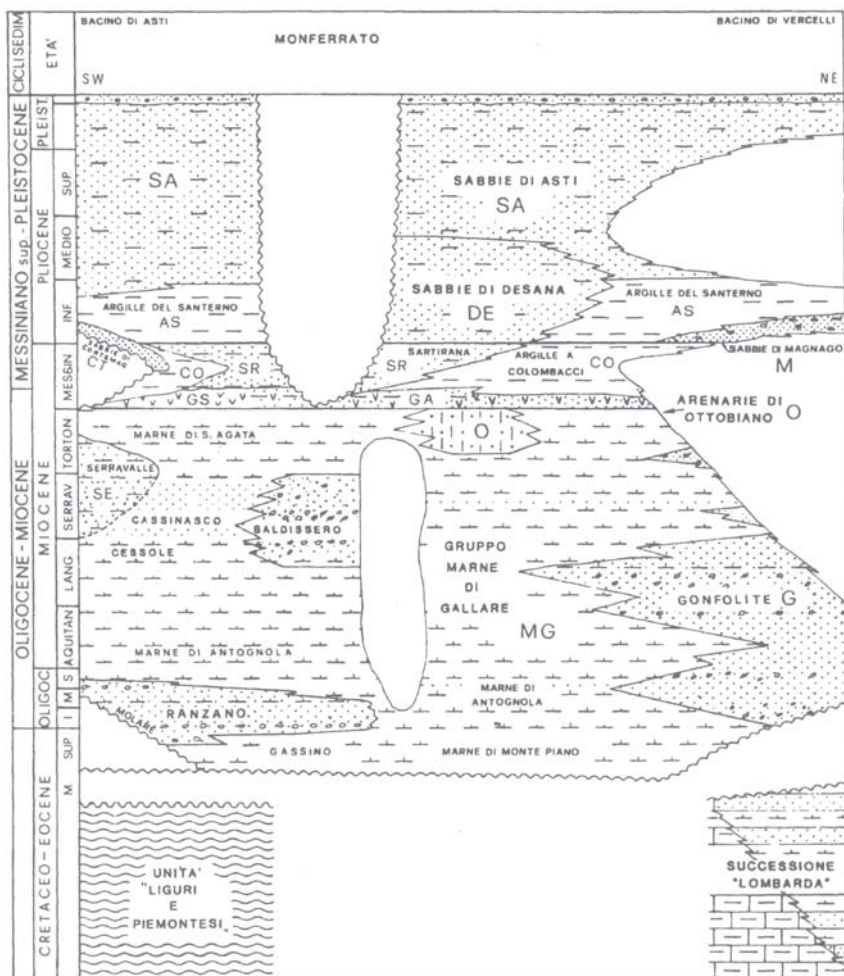 CICLI SEDIM
ETA'
BACINO DI ASTI
MONFERRATO
BACINO DI VERCELLI
SW
NE
MESSINIANO sup - PLEISTOCENE
OLIGOCENE - MIOCENE
CRETACEO - EOCENE
PLEIST.
PLIOCENE
SUP
MEDIO
INF
MESSIN
MIOCENE
TORTON
SERRAV
LANG
AQUITAN
OLIGOC
S
M
I
SUP
M.
SA
SABBIE DI ASTI
SA
SABBIE DI DESANA
DE
ARGILLE DEL SANTERNO
AS
ARGILLE DEL SANTERNO
AS
CT
CO
SR
GS
SARTIRANA
SR
GA
ARGILLE A
COLOMBACCI
CO
SABBIE DI MAGNAGO
M
ARENARIE DI
OTTOBIANO O
MARNE DI S. AGATA
O
SERRAVALLE
SE
CASSINASCO
BALDISSERO
CESSOLE
GRUPPO
MARNE
DI
GALLARE
MG
GONFOLITE G
MARNE DI ANTOGNOLA
MARNE DI
ANTOGNOLA
MOLARE
RANZANO
GASSINO
MARNE DI MONTE PIANO
UNITA'
"LIGURI
E
PIEMONTESI"
SUCCESSIONE
"LOMBARDA"